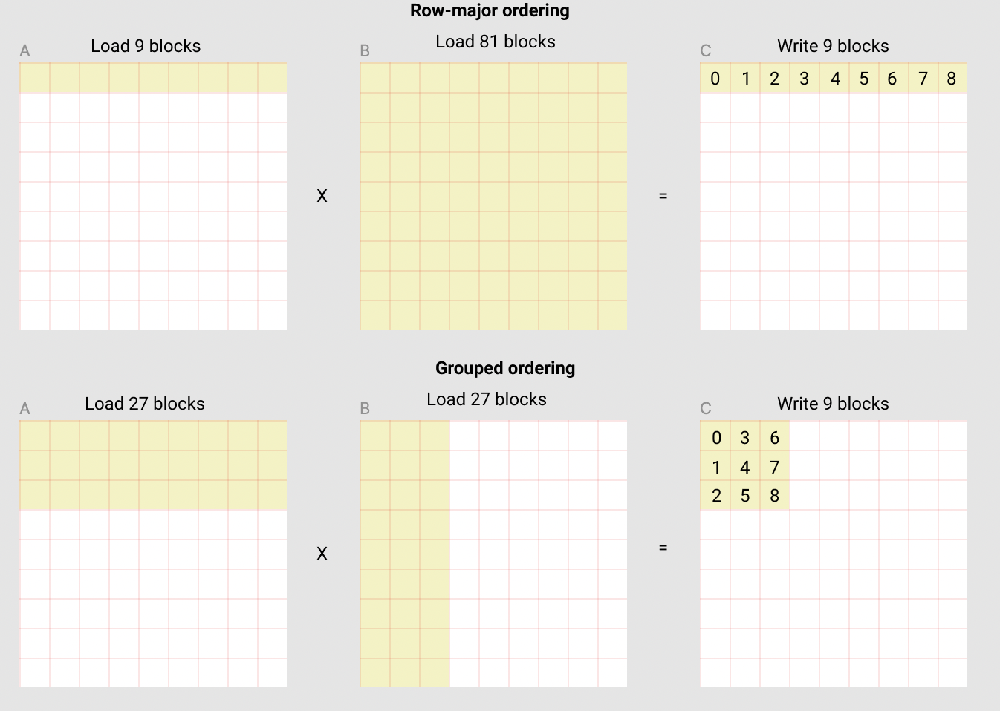 Row-major ordering
A
Load 9 blocks
B
Load 81 blocks
C
Write 9 blocks
0 1 2 3 4 5 6 7 8
X
=
Grouped ordering
A
Load 27 blocks
B
Load 27 blocks
C
Write 9 blocks
0 3 6
1 4 7
2 5 8
X
=